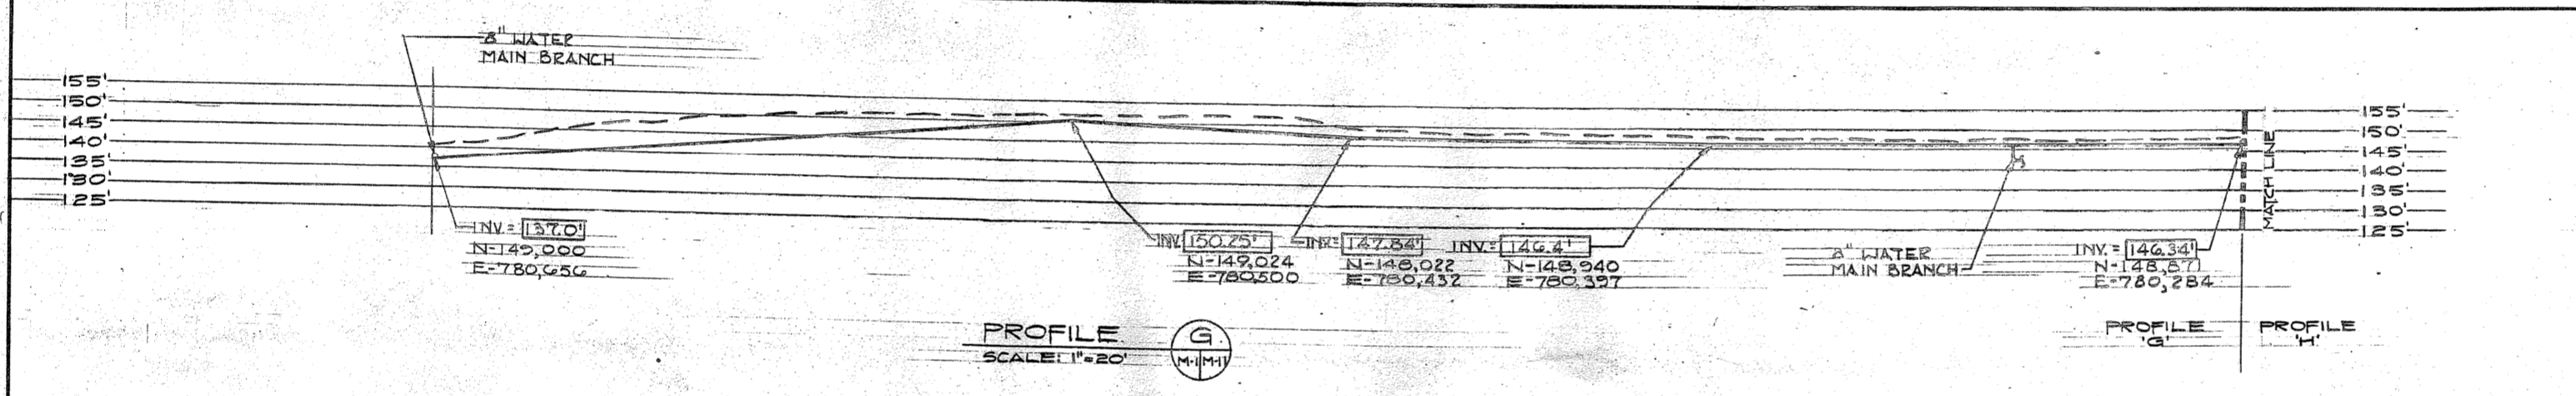 8" WATER
MAIN BRANCH
155'
150'
145'
140'
135'
130'
125'
155'
150'
145'
140'
135'
130'
125'
MATCH LINE
INV.= 137.0'
N-149,000
E-780,656
INV. 150.25'
N-149,024
E-780,500
INV.= 147.84'
N-148,022
E-780,432
INV.= 146.4'
N-148,940
E-780,397
8" WATER
MAIN BRANCH
INV.= 146.34'
N-148,871
E-780,284
PROFILE
SCALE: 1"=20'
G
M-1 M-11
PROFILE
'G'
PROFILE
'H'